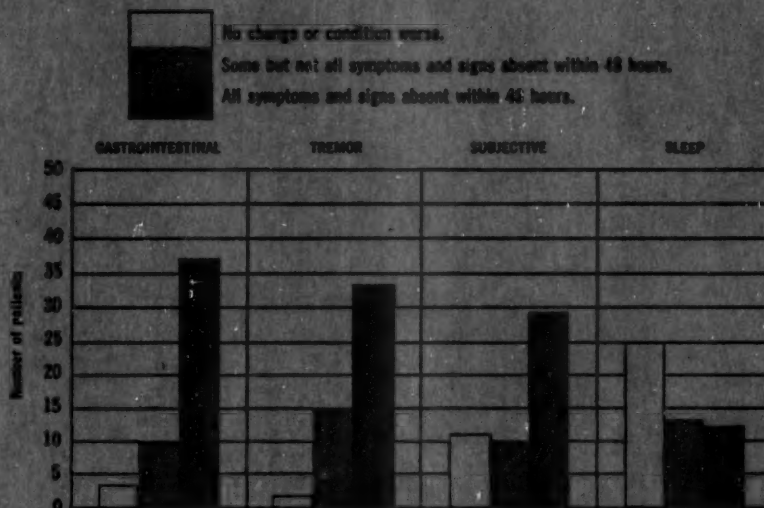 No change or condition worse.
Some but not all symptoms and signs absent within 48 hours.
All symptoms and signs absent within 48 hours.
GASTROINTESTINAL TREMOR SUBJECTIVE SLEEP
50
45
40
35
30
25
20
15
10
5
0
Number of patients